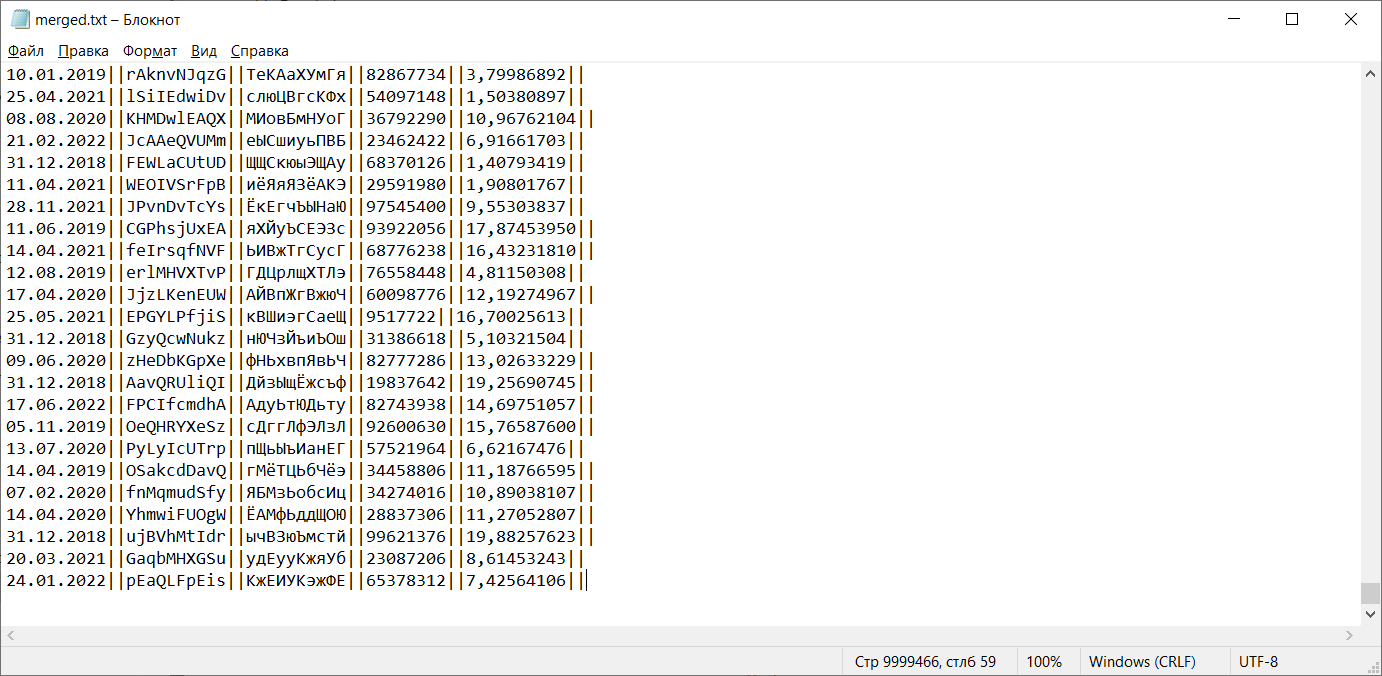 merged.txt – Блокнот
Файл Правка Формат Вид Справка
10.01.2019||rAknvNJqzG||ТеКАаХУмГя||82867734||3,79986892||
25.04.2021||lSiIEdwiDv||слюЦВгсКФх||54097148||1,50380897||
08.08.2020||KHMDwlEAQX||МИовБмНУоГ||36792290||10,96762104||
21.02.2022||JcAAeQVUMm||еЫСшиуьПВБ||23462422||6,91661703||
31.12.2018||FEWLaCUtUD||ЩЩСкюыЭЩАу||68370126||1,40793419||
11.04.2021||WEOIVSrFpB||иёЯяЯЗёАКЭ||29591980||1,90801767||
28.11.2021||JPvnDvTcYs||ЁкЕгчЪЫНаЮ||97545400||9,55303837||
11.06.2019||CGPhsjUxEA||яХЙуЪСЕЭЗс||93922056||17,87453950||
14.04.2021||feIrsqfNVF||ЬИВжТгСусГ||68776238||16,43231810||
12.08.2019||erlMHVXTvP||ГДЦрлщХТЛэ||76558448||4,81150308||
17.04.2020||JjzLKenEUW||АЙВпЖгВжюЧ||60098776||12,19274967||
25.05.2021||EPGYLPfjiS||кВШиэгСаеЩ||9517722||16,70025613||
31.12.2018||GzyQcwNukz||нЮЧзЙъиЪОш||31386618||5,10321504||
09.06.2020||zHeDbKGpXe||фНЬхвпЯвЬЧ||82777286||13,02633229||
31.12.2018||AavQRUliQI||ДйзЫщЁжсъф||19837642||19,25690745||
17.06.2022||FPCIfcmdhA||АдуЬтЮДьту||82743938||14,69751057||
05.11.2019||OeQHRYXeSz||сДггЛфЭЛзЛ||92600630||15,76587600||
13.07.2020||PyLyIcUTrp||пЩьЫъИанЕГ||57521964||6,62167476||
14.04.2019||OSakcdDavQ||гМёТЦЬбЧёэ||34458806||11,18766595||
07.02.2020||fnMqmudSfy||ЯБМзЬобсИц||34274016||10,89038107||
14.04.2020||YhmwiFUOgW||ЁАМфЬддЩОЮ||28837306||11,27052807||
31.12.2018||ujBVhMtIdr||ычВЗюЪмстй||99621376||19,88257623||
20.03.2021||GaqbMHXGSu||удЕууКжяУб||23087206||8,61453243||
24.01.2022||pEaQLFpEis||КжЕИУКэжФЕ||65378312||7,42564106||
Стр 9999466, стлб 59 100% Windows (CRLF) UTF-8